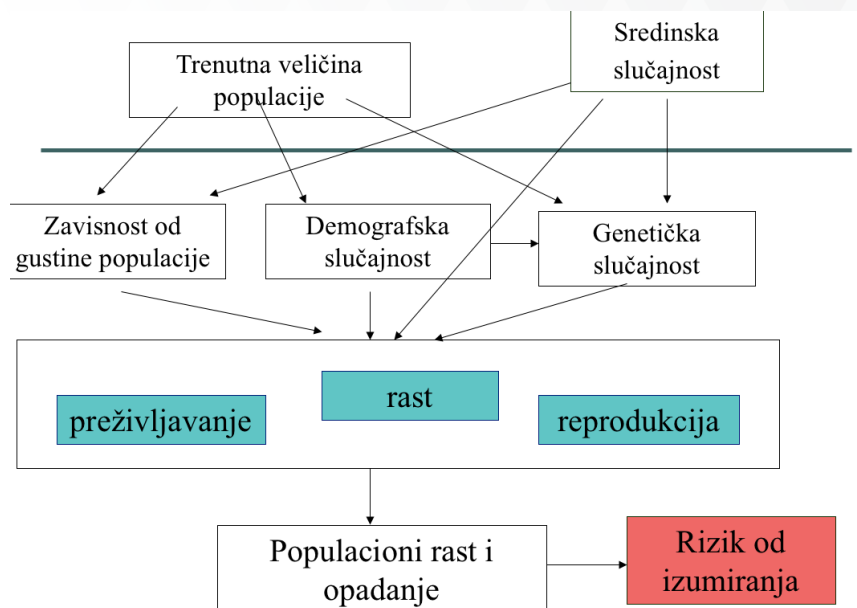 Trenutna veličina
populacije
Sredinska
slučajnost
Zavisnost od
gustine populacije
Demografska
slučajnost
Genetička
slučajnost
preživljavanje
rast
reprodukcija
Populacioni rast i
opadanje
Rizik od
izumiranja